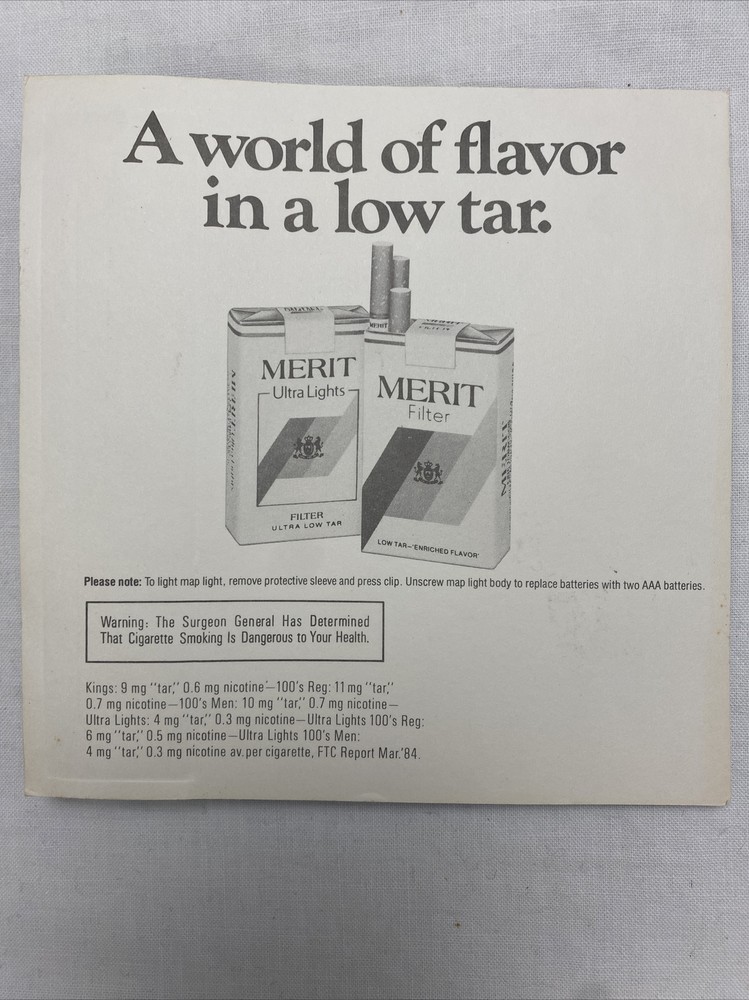 A world of flavor
in a low tar.
MERIT
MERIT
Ultra Lights
FILTER
ULTRA LOW TAR
MERIT
Filter
LOW TAR-'ENRICHED FLAVOR'
Please note: To light map light, remove protective sleeve and press clip. Unscrew map light body to replace batteries with two AAA batteries.
Warning: The Surgeon General Has Determined
That Cigarette Smoking Is Dangerous to Your Health.
Kings: 9 mg "tar," 0.6 mg nicotine—100's Reg: 11 mg "tar,"
0.7 mg nicotine—100's Men: 10 mg "tar," 0.7 mg nicotine—
Ultra Lights: 4 mg "tar," 0.3 mg nicotine—Ultra Lights 100's Reg:
6 mg "tar," 0.5 mg nicotine—Ultra Lights 100's Men:
4 mg "tar," 0.3 mg nicotine av. per cigarette, FTC Report Mar.'84.